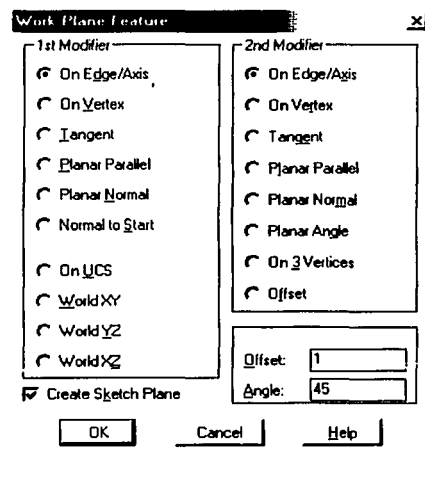 Work Plane Feature
1st Modifier
On Edge/Axis
On Vertex
Tangent
Planar Parallel
Planar Normal
Normal to Start
On UCS
World XY
World YZ
World XZ
Create Sketch Plane
2nd Modifier
On Edge/Axis
On Vertex
Tangent
Planar Parallel
Planar Normal
Planar Angle
On 3 Vertices
Offset
Offset: 1
Angle: 45
OK
Cancel
Help